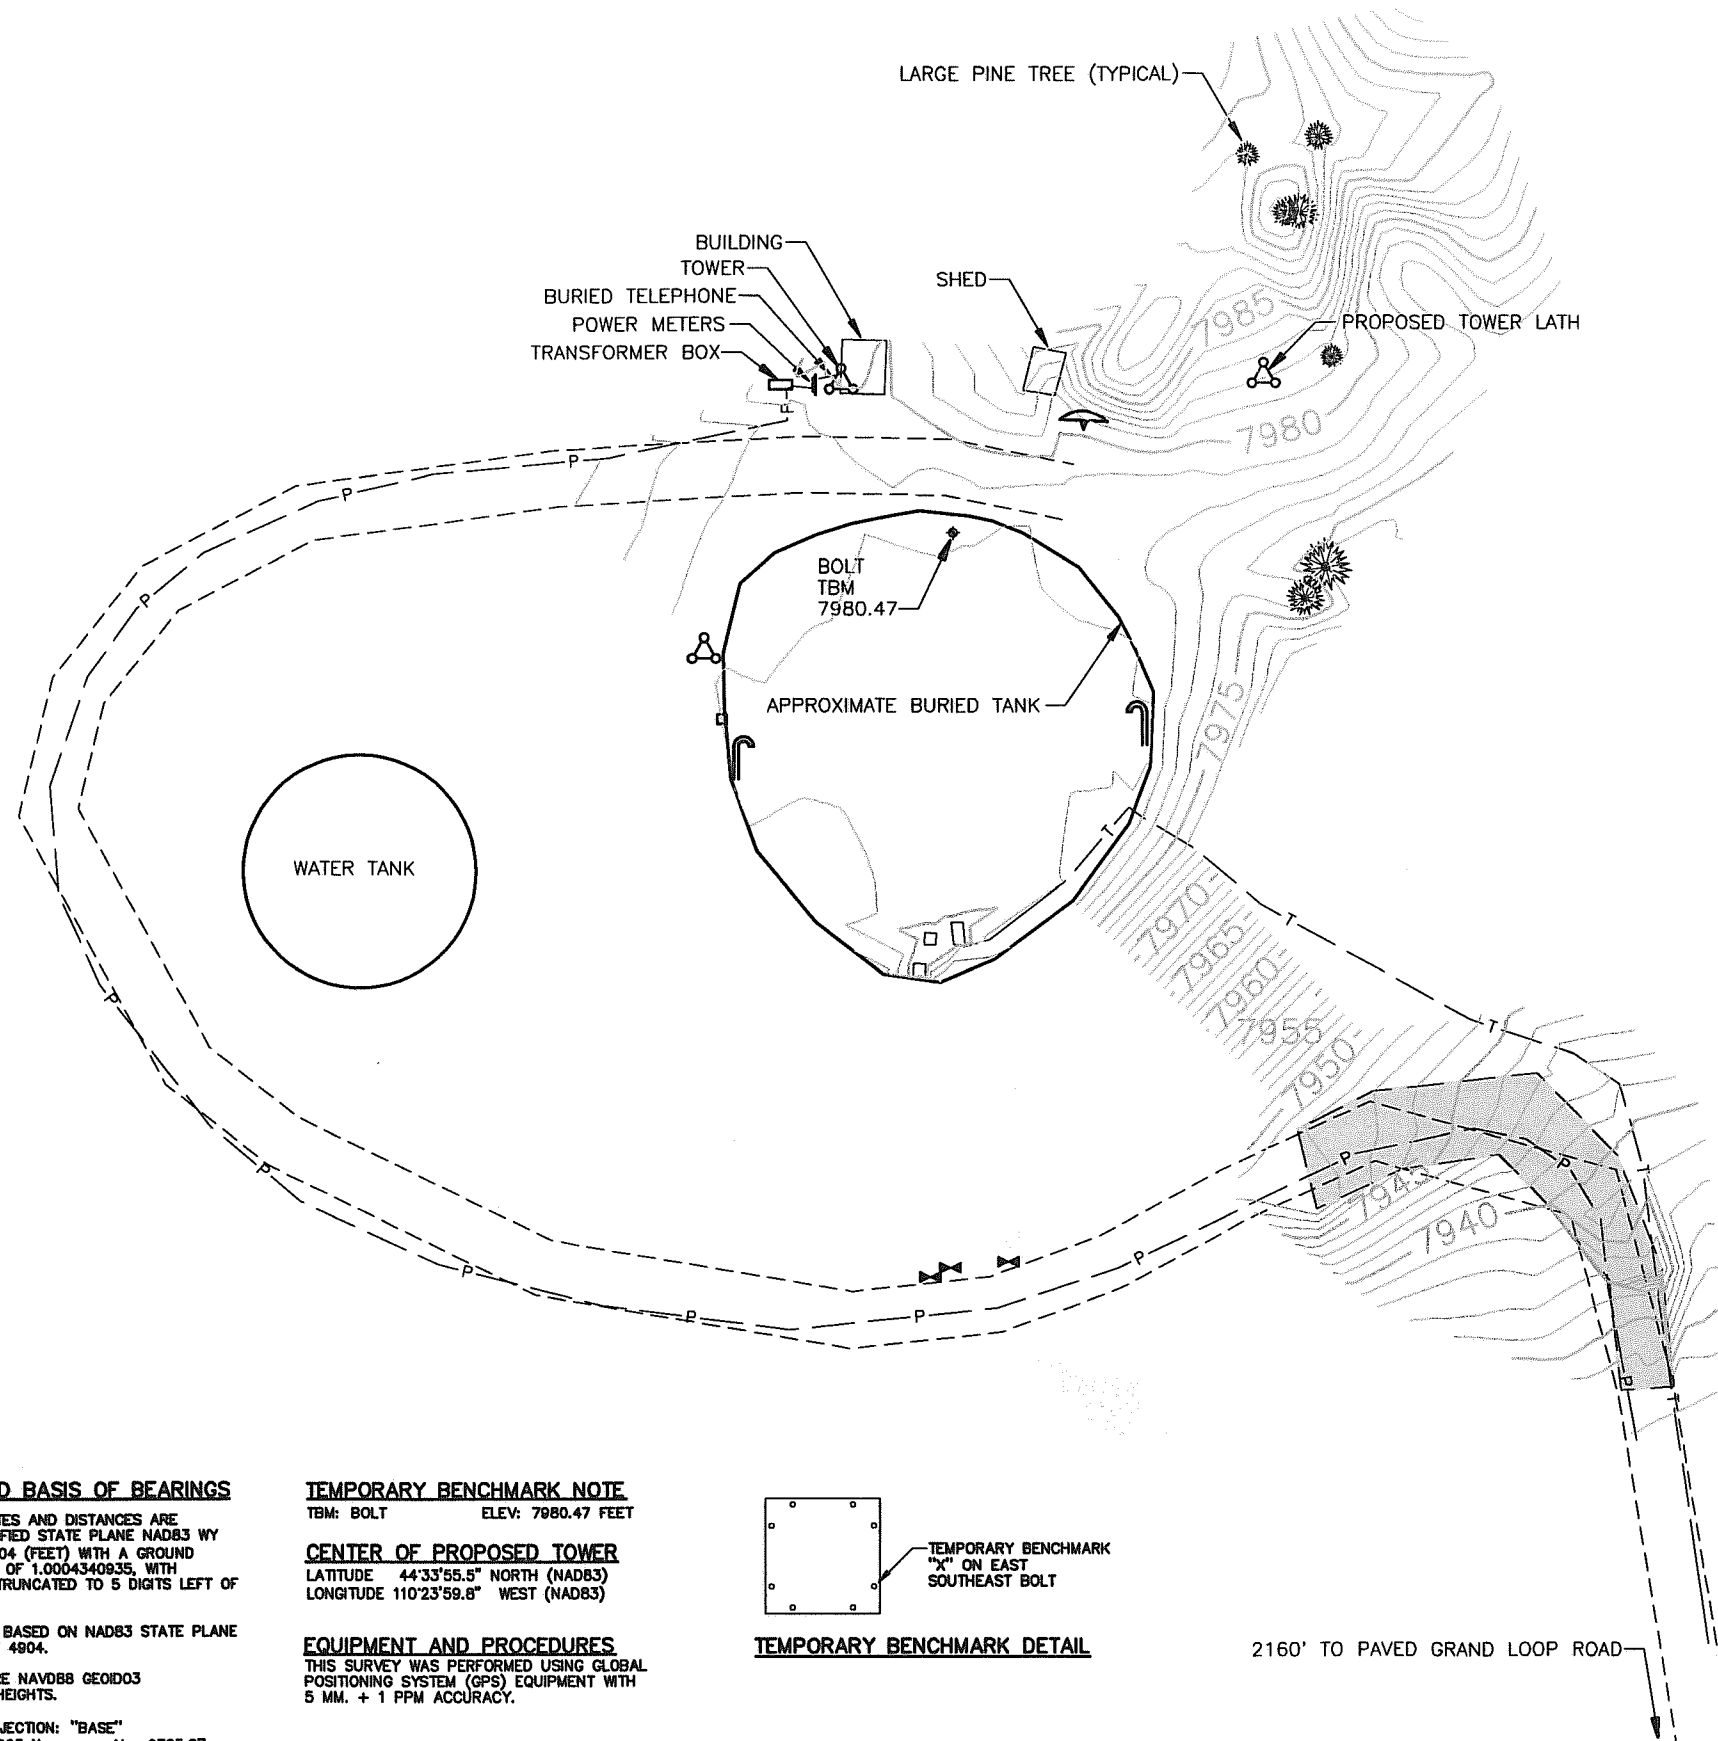 LARGE PINE TREE (TYPICAL)
BUILDING
TOWER
BURIED TELEPHONE
POWER METERS
TRANSFORMER BOX
SHED
7985
PROPOSED TOWER LATH
7980
P
P
P
BOLT
TBM
7980.47
APPROXIMATE BURIED TANK
7975
WATER TANK
T
7970
7965
7960
7955
7950
T
T
P
P
P
P
P
P
P
P
T
7945
7940
P
T
D BASIS OF BEARINGS
TES AND DISTANCES ARE
FIED STATE PLANE NAD83 WY
04 (FEET) WITH A GROUND
OF 1.0004340935, WITH
TRUNCATED TO 5 DIGITS LEFT OF
BASED ON NAD83 STATE PLANE
4904.
E NAVD88 GEOID03
HEIGHTS.
JECTION: "BASE"
TEMPORARY BENCHMARK NOTE
TBM: BOLT ELEV: 7980.47 FEET
CENTER OF PROPOSED TOWER
LATITUDE 44°33'55.5" NORTH (NAD83)
LONGITUDE 110°23'59.8" WEST (NAD83)
EQUIPMENT AND PROCEDURES
THIS SURVEY WAS PERFORMED USING GLOBAL
POSITIONING SYSTEM (GPS) EQUIPMENT WITH
5 MM. + 1 PPM ACCURACY.
TEMPORARY BENCHMARK
"X" ON EAST
SOUTHEAST BOLT
TEMPORARY BENCHMARK DETAIL
2160' TO PAVED GRAND LOOP ROAD